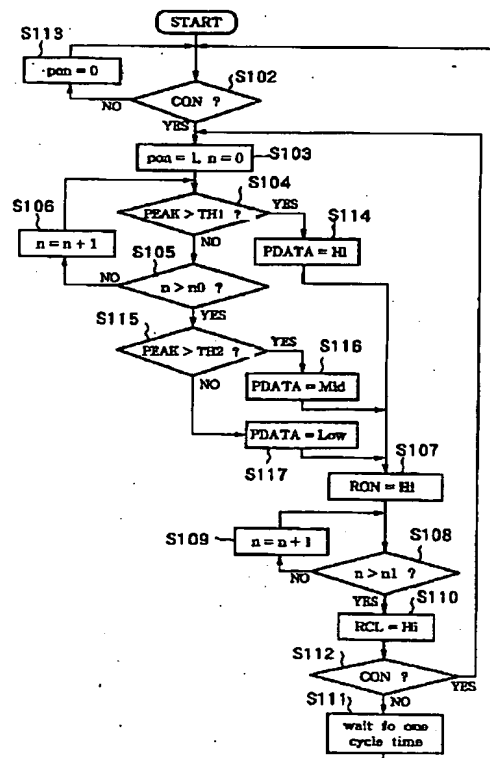 START
S113
pon = 0
S102
CON ?
NO
YES
pon = 1, n = 0
S103
S104
S106
PEAK > TH1 ?
YES
S114
n = n + 1
NO
PDATA = Hi
S105
NO
n > n0 ?
YES
S115
PEAK > TH2 ?
YES
S116
NO
PDATA = Mid
PDATA = Low
S117
S107
RON = Hi
S109
n = n + 1
S108
NO
n > n1 ?
YES
S110
RCL = Hi
S112
CON ?
YES
S111
NO
wait fo one
cycle time